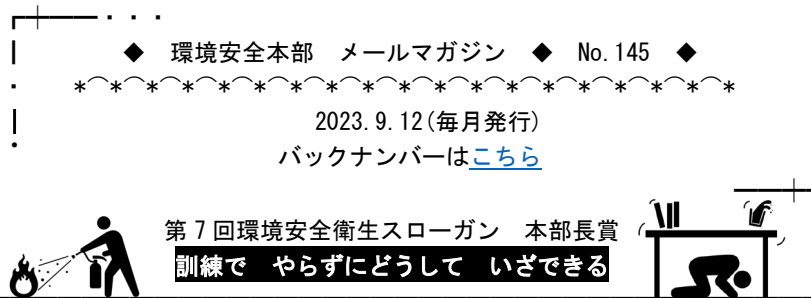 ◆ 環境安全本部 メールマガジン ◆ No.145 ◆
*⌒*⌒*⌒*⌒*⌒*⌒*⌒*⌒*⌒*⌒*⌒*⌒*⌒*⌒*⌒*⌒*⌒*⌒*
2023.9.12(毎月発行)
バックナンバーはこちら
第7回環境安全衛生スローガン 本部長賞
訓練で やらずにどうして いざできる